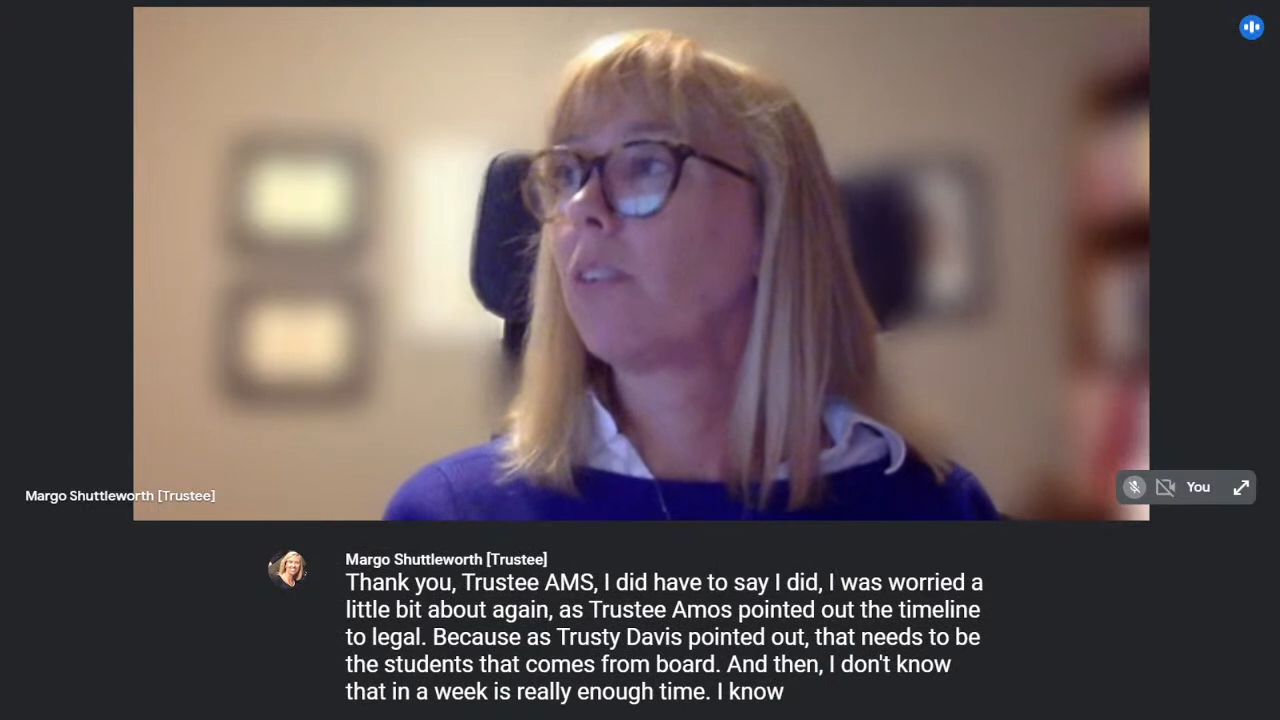 Margo Shuttleworth [Trustee]
You
Margo Shuttleworth [Trustee]
Thank you, Trustee AMS, I did have to say I did, I was worried a
little bit about again, as Trustee Amos pointed out the timeline
to legal. Because as Trusty Davis pointed out, that needs to be
the students that comes from board. And then, I don't know
that in a week is really enough time. I know